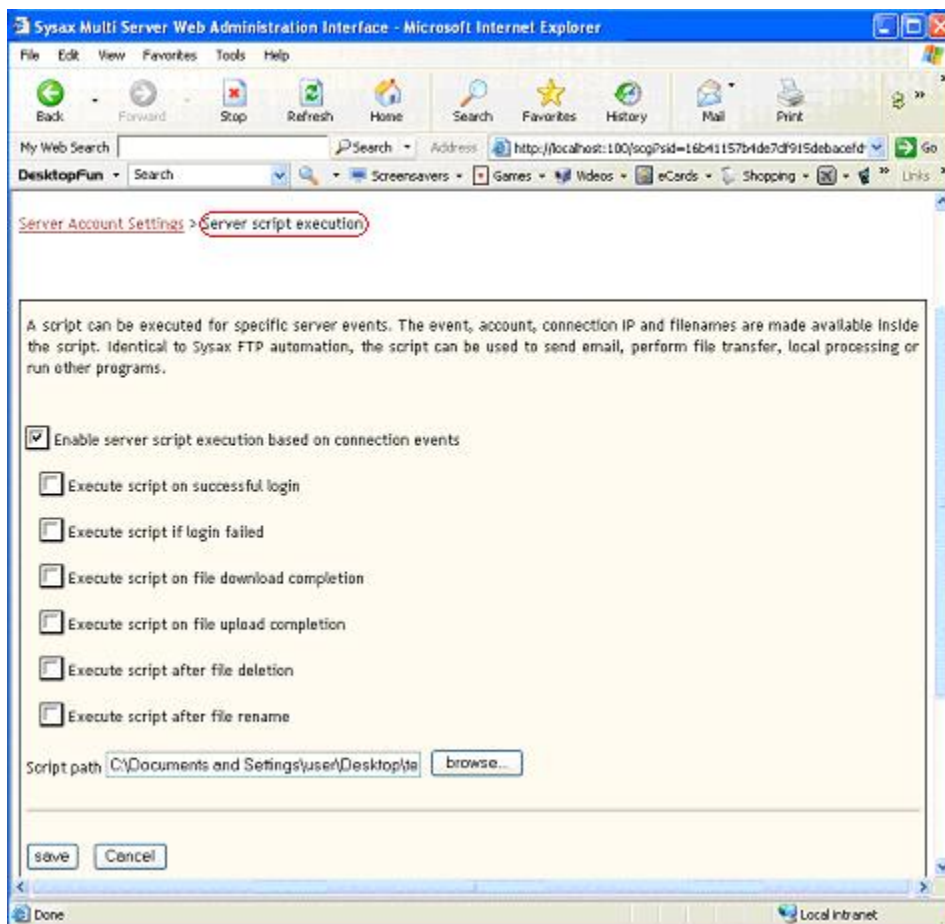 Sysax Multi Server Web Administration Interface - Microsoft Internet Explorer
File Edit View Favorites Tools Help
Back Forward Stop Refresh Home Search Favorites History Mail Print
My Web Search Search Address http://localhost:100/scgi?sid=16b41157b4de7df915debacefd Go
DesktopFun Search Screensavers Games Videos eCards Shopping Links
Server Account Settings > Server script execution
A script can be executed for specific server events. The event, account, connection IP and filenames are made available inside
the script. Identical to Sysax FTP automation, the script can be used to send email, perform file transfer, local processing or
run other programs.
Enable server script execution based on connection events
Execute script on successful login
Execute script if login failed
Execute script on file download completion
Execute script on file upload completion
Execute script after file deletion
Execute script after file rename
Script path C:\Documents and Settings\user\Desktop\te browse...
save Cancel
Done Local intranet